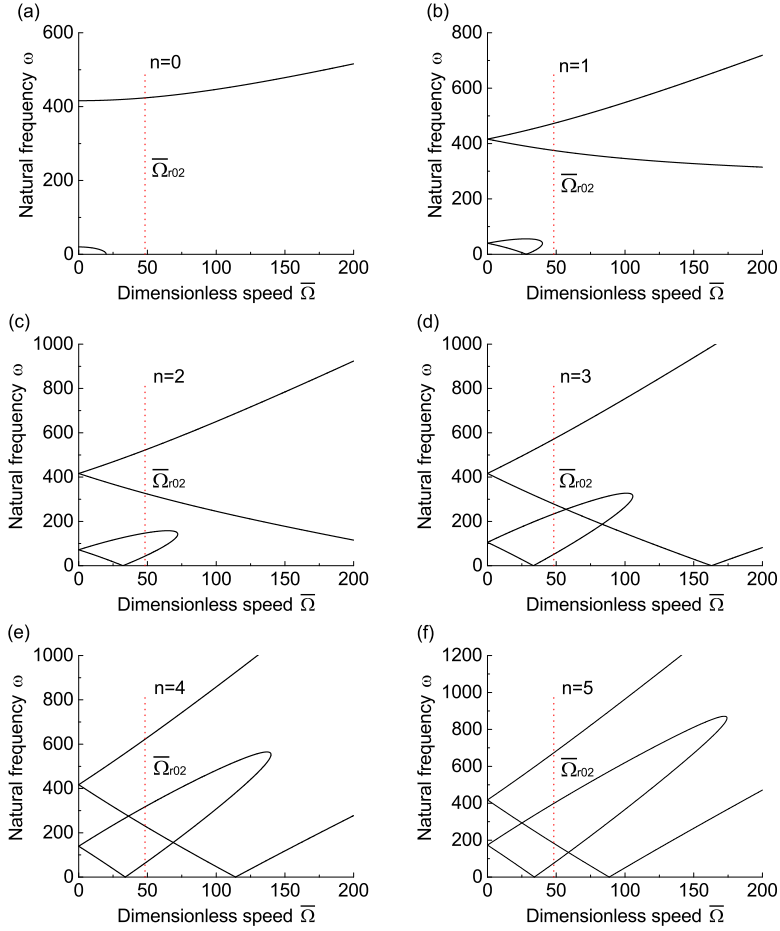 (a)
600
400
200
0
0 50 100 150 200
Natural frequency ω
Dimensionless speed Ω̅
n=0
Ω̅r02
(b)
800
600
400
200
0
0 50 100 150 200
Natural frequency ω
Dimensionless speed Ω̅
n=1
Ω̅r02
(c)
1000
800
600
400
200
0
0 50 100 150 200
Natural frequency ω
Dimensionless speed Ω̅
n=2
Ω̅r02
(d)
1000
800
600
400
200
0
0 50 100 150 200
Natural frequency ω
Dimensionless speed Ω̅
n=3
Ω̅r02
(e)
1000
800
600
400
200
0
0 50 100 150 200
Natural frequency ω
Dimensionless speed Ω̅
n=4
Ω̅r02
(f)
1200
1000
800
600
400
200
0
0 50 100 150 200
Natural frequency ω
Dimensionless speed Ω̅
n=5
Ω̅r02